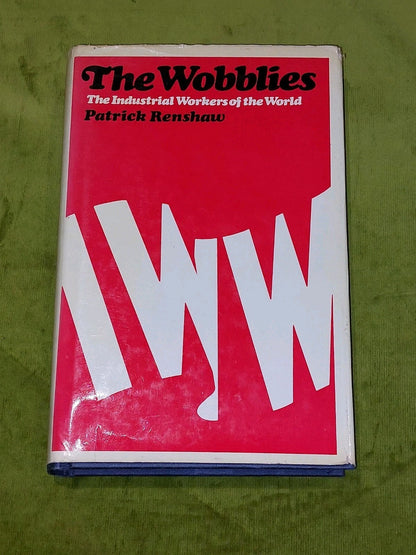 The Wobblies
The Industrial Workers of the World
Patrick Renshaw
IWW